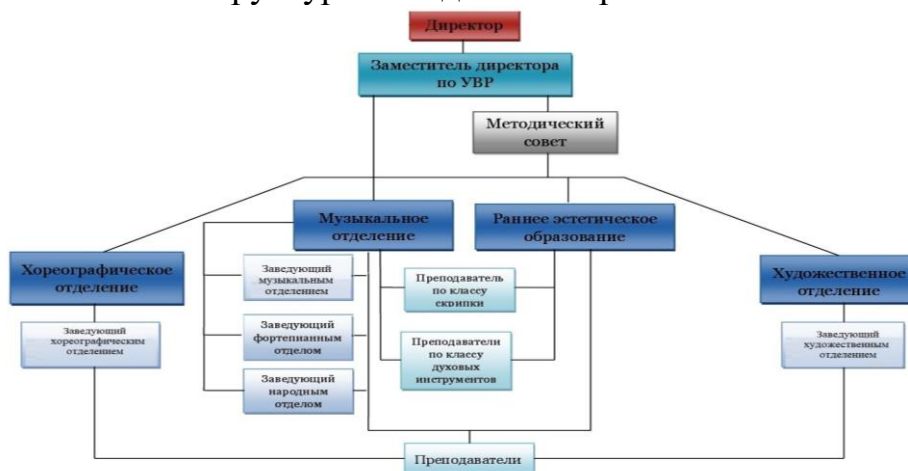 Директор
Заместитель директора
по УВР
Методический
совет
Музыкальное
отделение
Раннее эстетическое
образование
Хореографическое
отделение
Художественное
отделение
Заведующий
музыкальным
отделением
Преподаватель
по классу
скрипки
Заведующий
хореографическим
отделением
Заведующий
фортепианным
отделом
Преподаватели
по классу
духовых
инструментов
Заведующий
художественным
отделением
Заведующий
народным
отделом
Преподаватели